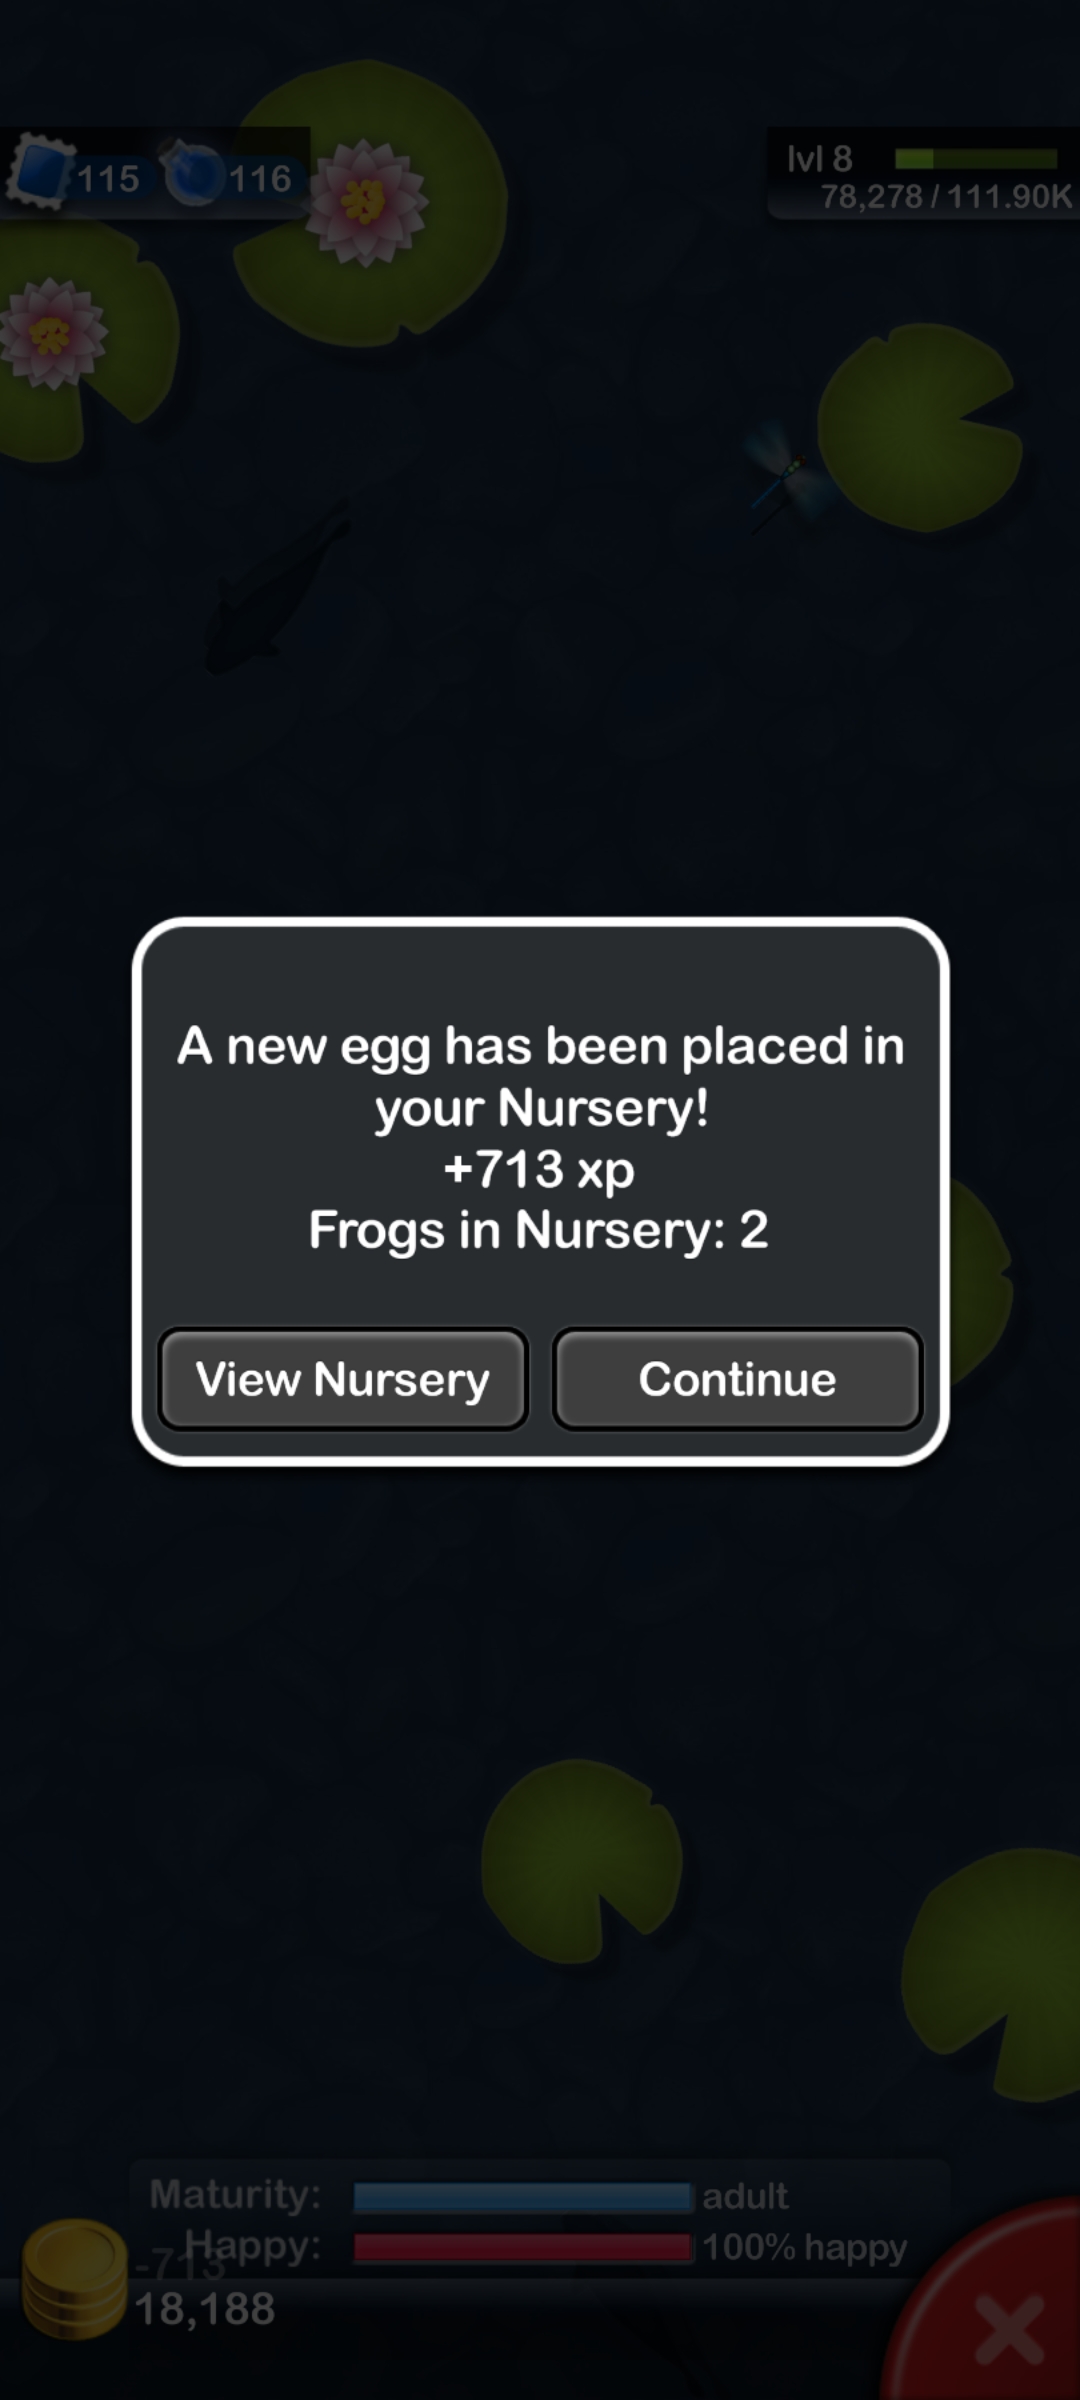 115 116
lvl 8
78,278 / 111.90K
A new egg has been placed in
your Nursery!
+713 xp
Frogs in Nursery: 2
View Nursery Continue
Maturity: adult
Happy: 100% happy
-713
18,188